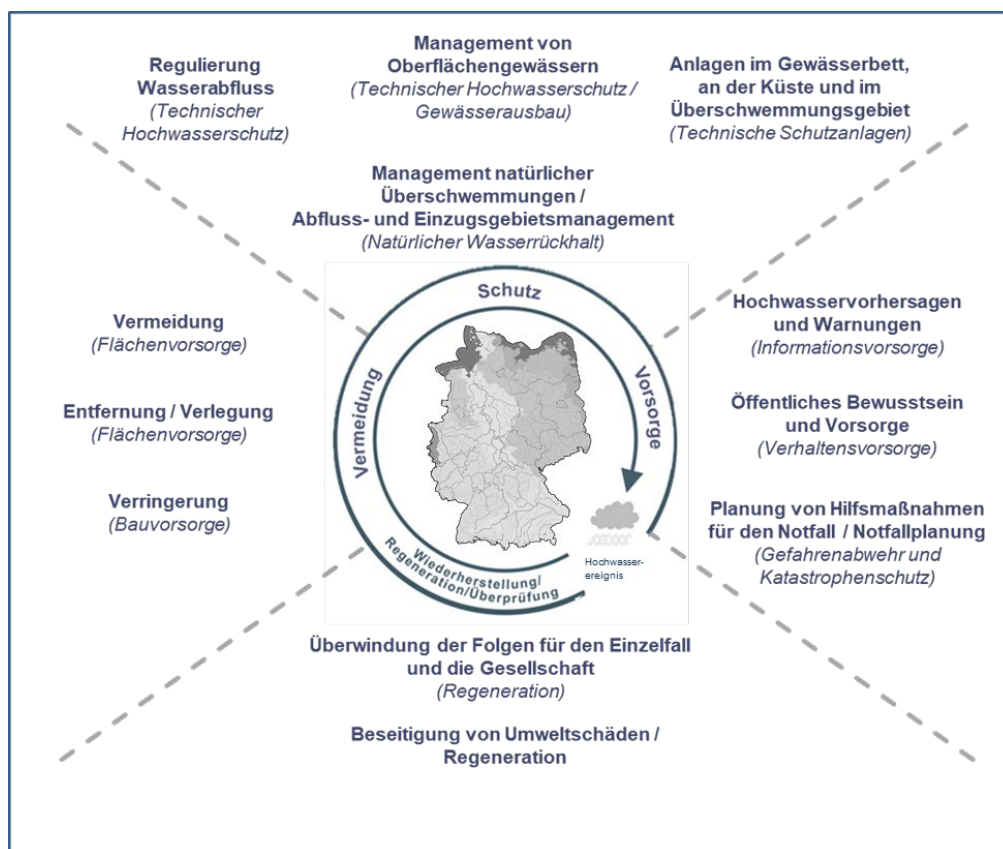 Regulierung
Wasserabfluss
(Technischer
Hochwasserschutz)
Management von
Oberflächengewässern
(Technischer Hochwasserschutz /
Gewässerausbau)
Anlagen im Gewässerbett,
an der Küste und im
Überschwemmungsgebiet
(Technische Schutzanlagen)
Management natürlicher
Überschwemmungen /
Abfluss- und Einzugsgebietsmanagement
(Natürlicher Wasserrückhalt)
Vermeidung
(Flächenvorsorge)
Entfernung / Verlegung
(Flächenvorsorge)
Verringerung
(Bauvorsorge)
Schutz
Vermeidung
Vorsorge
Wiederherstellung/
Regeneration/Überprüfung
Hochwasser-
ereignis
Hochwasservorhersagen
und Warnungen
(Informationsvorsorge)
Öffentliches Bewusstsein
und Vorsorge
(Verhaltensvorsorge)
Planung von Hilfsmaßnahmen
für den Notfall / Notfallplanung
(Gefahrenabwehr und
Katastrophenschutz)
Überwindung der Folgen für den Einzelfall
und die Gesellschaft
(Regeneration)
Beseitigung von Umweltschäden /
Regeneration